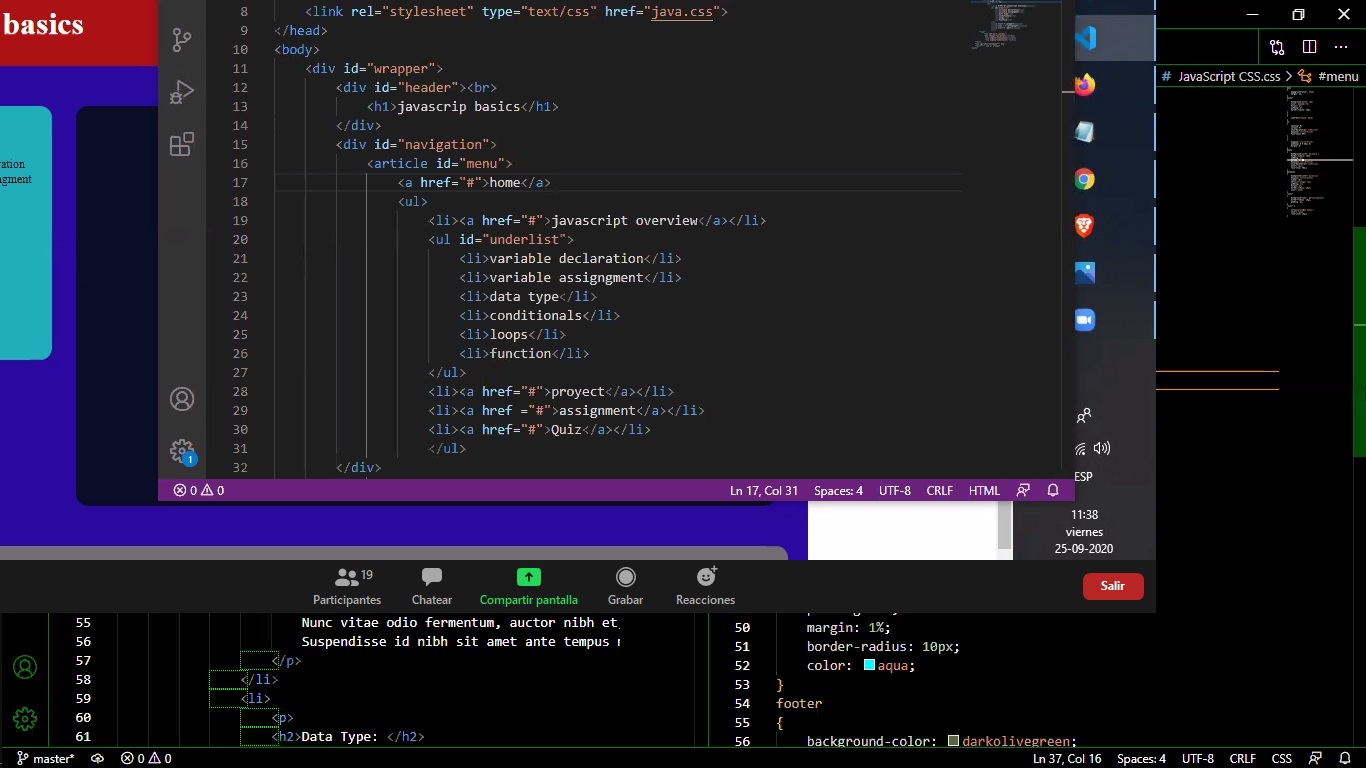 basics
ration
ngment
8 <link rel="stylesheet" type="text/css" href="java.css">
9 </head>
10 <body>
11 <div id="wrapper">
12 <div id="header"><br>
13 <h1>javascrip basics</h1>
14 </div>
15 <div id="navigation">
16 <article id="menu">
17 <a href="#">home</a>
18 <ul>
19 <li><a href="#">javascript overview</a></li>
20 <ul id="underlist">
21 <li>variable declaration</li>
22 <li>variable assigngment</li>
23 <li>data type</li>
24 <li>conditionals</li>
25 <li>loops</li>
26 <li>function</li>
27 </ul>
28 <li><a href="#">proyect</a></li>
29 <li><a href ="#">assignment</a></li>
30 <li><a href="#">Quiz</a></li>
31 </ul>
32 </div>
1
0 0 Ln 17, Col 31 Spaces: 4 UTF-8 CRLF HTML
# JavaScript CSS.css > #menu
ESP
11:38
viernes
25-09-2020
19
Participantes Chatear Compartir pantalla Grabar Reacciones
Salir
55 Nunc vitae odio fermentum, auctor nibh et,
56 Suspendisse id nibh sit amet ante tempus
57 </p>
58 </li>
59 <li>
60 <p>
61 <h2>Data Type: </h2>
50 margin: 1%;
51 border-radius: 10px;
52 color: aqua;
53 }
54 footer
55 {
56 background-color: darkolivegreen;
master* 0 0 Ln 37, Col 16 Spaces: 4 UTF-8 CRLF CSS